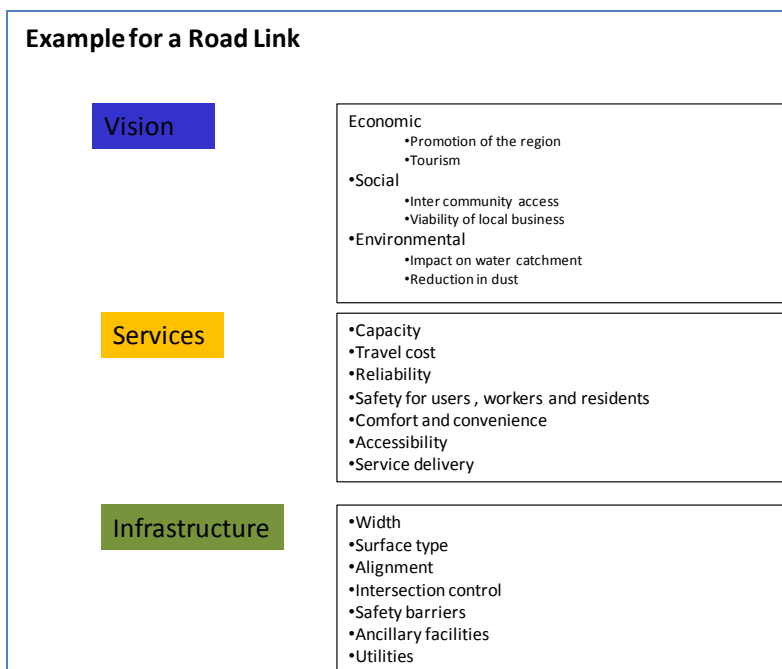 Example for a Road Link
Vision
Economic
•Promotion of the region
•Tourism
•Social
•Inter community access
•Viability of local business
•Environmental
•Impact on water catchment
•Reduction in dust
Services
•Capacity
•Travel cost
•Reliability
•Safety for users , workers and residents
•Comfort and convenience
•Accessibility
•Service delivery
Infrastructure
•Width
•Surface type
•Alignment
•Intersection control
•Safety barriers
•Ancillary facilities
•Utilities